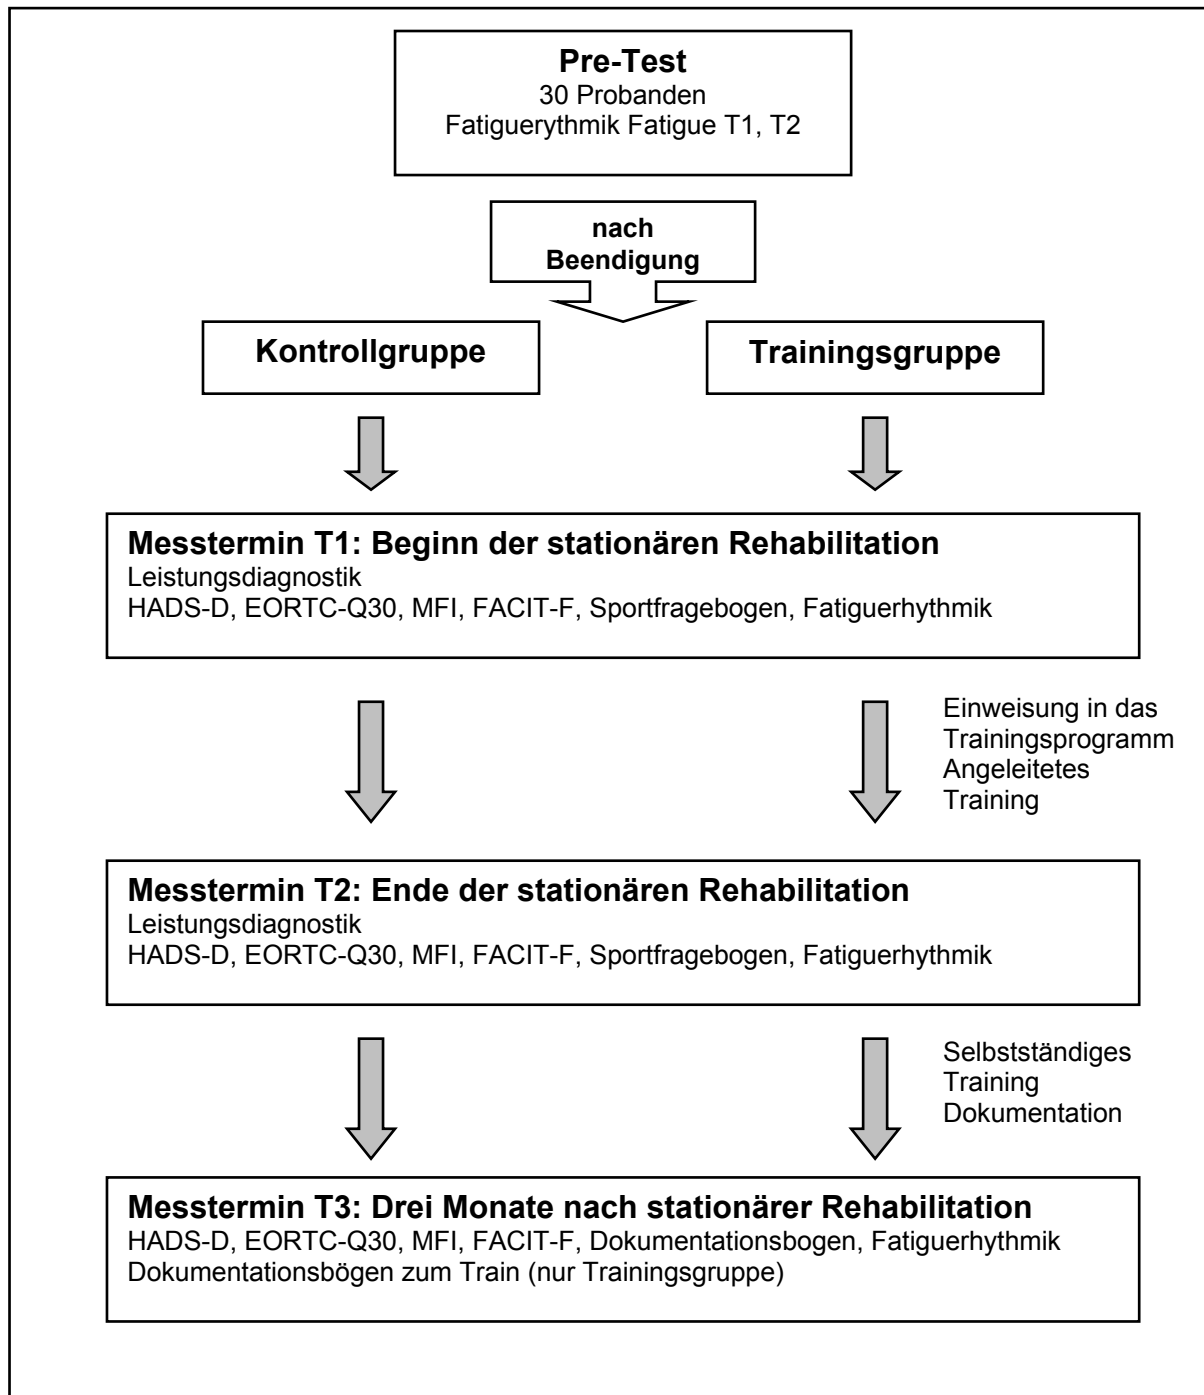 Pre-Test
30 Probanden
Fatiguerythmik Fatigue T1, T2
nach
Beendigung
Kontrollgruppe
Trainingsgruppe
Messtermin T1: Beginn der stationären Rehabilitation
Leistungsdiagnostik
HADS-D, EORTC-Q30, MFI, FACIT-F, Sportfragebogen, Fatiguerhythmik
Einweisung in das
Trainingsprogramm
Angeleitetes
Training
Messtermin T2: Ende der stationären Rehabilitation
Leistungsdiagnostik
HADS-D, EORTC-Q30, MFI, FACIT-F, Sportfragebogen, Fatiguerhythmik
Selbstständiges
Training
Dokumentation
Messtermin T3: Drei Monate nach stationärer Rehabilitation
HADS-D, EORTC-Q30, MFI, FACIT-F, Dokumentationsbogen, Fatiguerhythmik
Dokumentationsbögen zum Train (nur Trainingsgruppe)